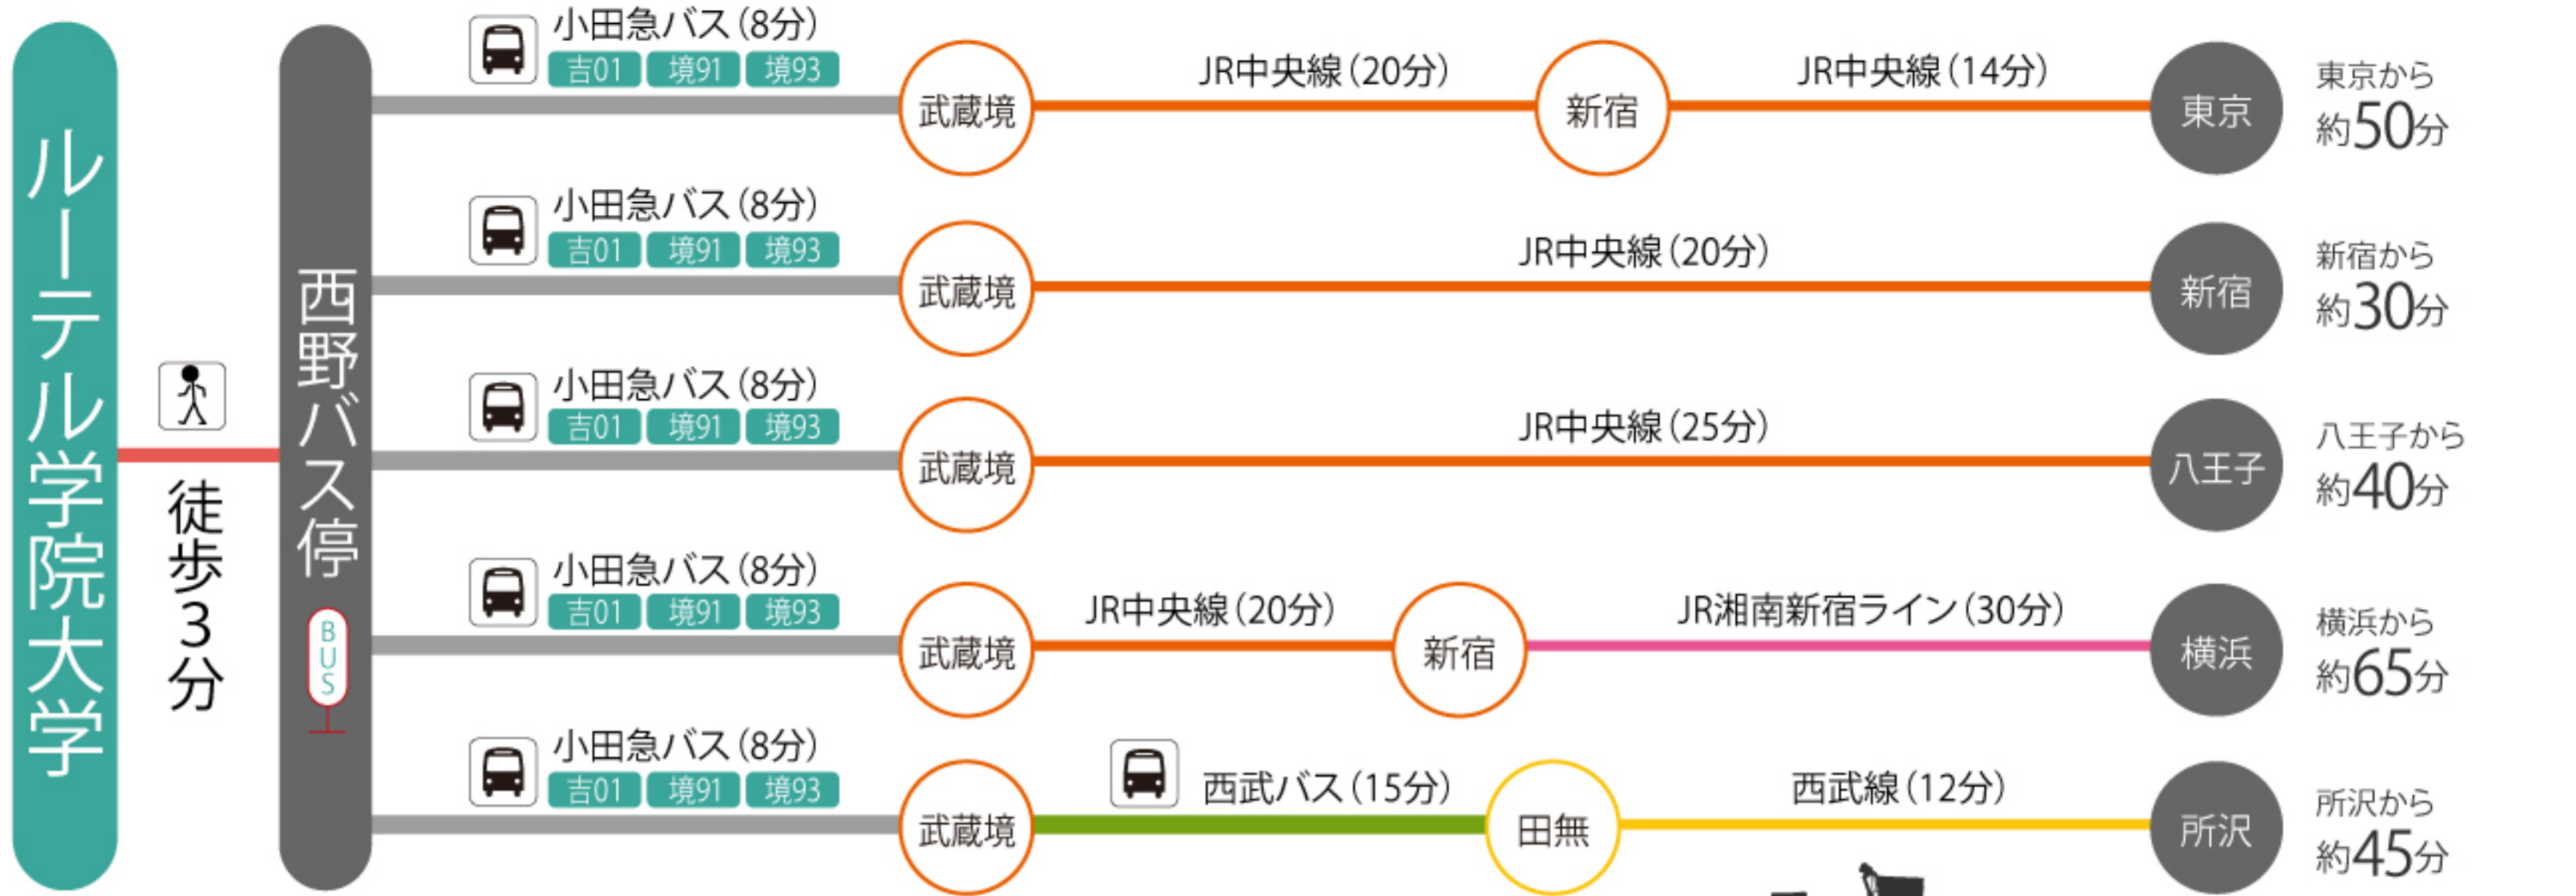 ルーテル学院大学
徒歩3分
西野バス停
BUS
小田急バス(8分)
吉01 境91 境93
武蔵境
JR中央線(20分)
新宿
JR中央線(14分)
東京
東京から
約50分
小田急バス(8分)
吉01 境91 境93
武蔵境
JR中央線(20分)
新宿
新宿から
約30分
小田急バス(8分)
吉01 境91 境93
武蔵境
JR中央線(25分)
八王子
八王子から
約40分
小田急バス(8分)
吉01 境91 境93
武蔵境
JR中央線(20分)
新宿
JR湘南新宿ライン(30分)
横浜
横浜から
約65分
小田急バス(8分)
吉01 境91 境93
武蔵境
西武バス(15分)
田無
西武線(12分)
所沢
所沢から
約45分